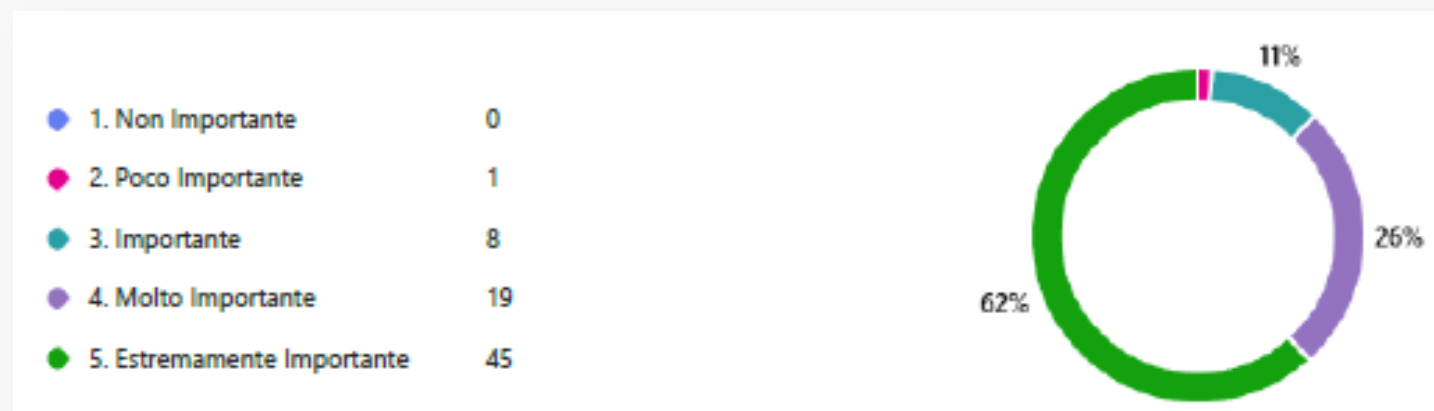 1. Non Importante 0
2. Poco Importante 1
3. Importante 8
4. Molto Importante 19
5. Estremamente Importante 45
11%
26%
62%